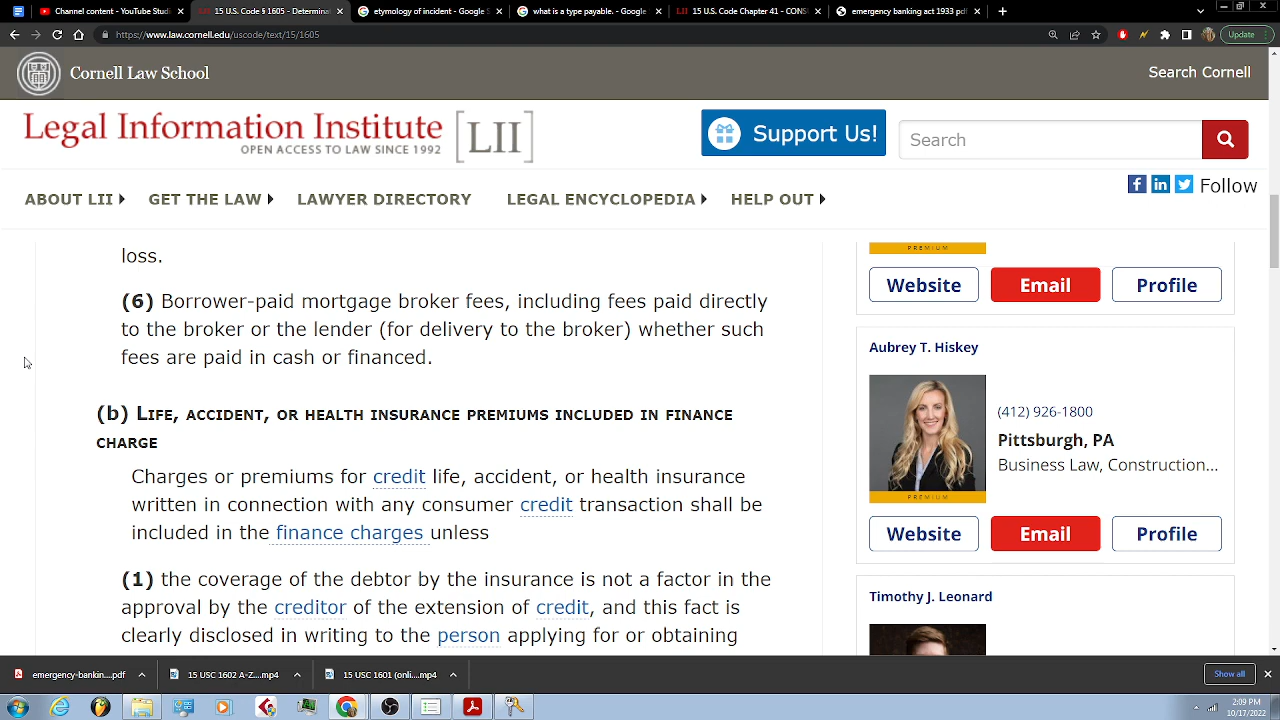 Channel content - YouTube Studi
15 U.S. Code § 1605 - Determina
etymology of incident - Google S
what is a type payable. - Google
LII 15 U.S. Code Chapter 41 - CONS
emergency banking act 1933 pdf
https://www.law.cornell.edu/uscode/text/15/1605
Update
Cornell Law School
Search Cornell
Legal Information Institute [LII]
OPEN ACCESS TO LAW SINCE 1992
Support Us!
Search
Follow
ABOUT LII
GET THE LAW
LAWYER DIRECTORY
LEGAL ENCYCLOPEDIA
HELP OUT
loss.
(6) Borrower-paid mortgage broker fees, including fees paid directly
to the broker or the lender (for delivery to the broker) whether such
fees are paid in cash or financed.
(b) Life, accident, or health insurance premiums included in finance
charge
Charges or premiums for credit life, accident, or health insurance
written in connection with any consumer credit transaction shall be
included in the finance charges unless
(1) the coverage of the debtor by the insurance is not a factor in the
approval by the creditor of the extension of credit, and this fact is
clearly disclosed in writing to the person applying for or obtaining
PREMIUM
Website
Email
Profile
Aubrey T. Hiskey
(412) 926-1800
Pittsburgh, PA
Business Law, Construction...
PREMIUM
Website
Email
Profile
Timothy J. Leonard
emergency-bankin....pdf
15 USC 1602 A-Z....mp4
15 USC 1601 (onli....mp4
Show all
2:09 PM
10/17/2022